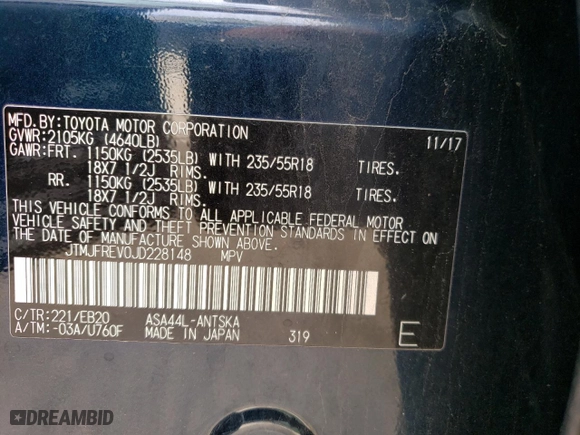 MFD.BY:TOYOTA MOTOR CORPORATION 11/17
GVWR:2105KG (4640LB)
GAWR:FRT. 1150KG (2535LB) WITH 235/55R18 TIRES.
18X7 1/2J RIMS.
RR. 1150KG (2535LB) WITH 235/55R18 TIRES.
18X7 1/2J RIMS.
THIS VEHICLE CONFORMS TO ALL APPLICABLE FEDERAL MOTOR
VEHICLE SAFETY AND THEFT PREVENTION STANDARDS IN EFFECT ON
THE DATE OF MANUFACTURE SHOWN ABOVE.
JTMJFREV0JD228148 MPV
C/TR:221/EB20 ASA44L-ANTSKA
A/TM:-03A/U760F MADE IN JAPAN 319 E
DREAMBID